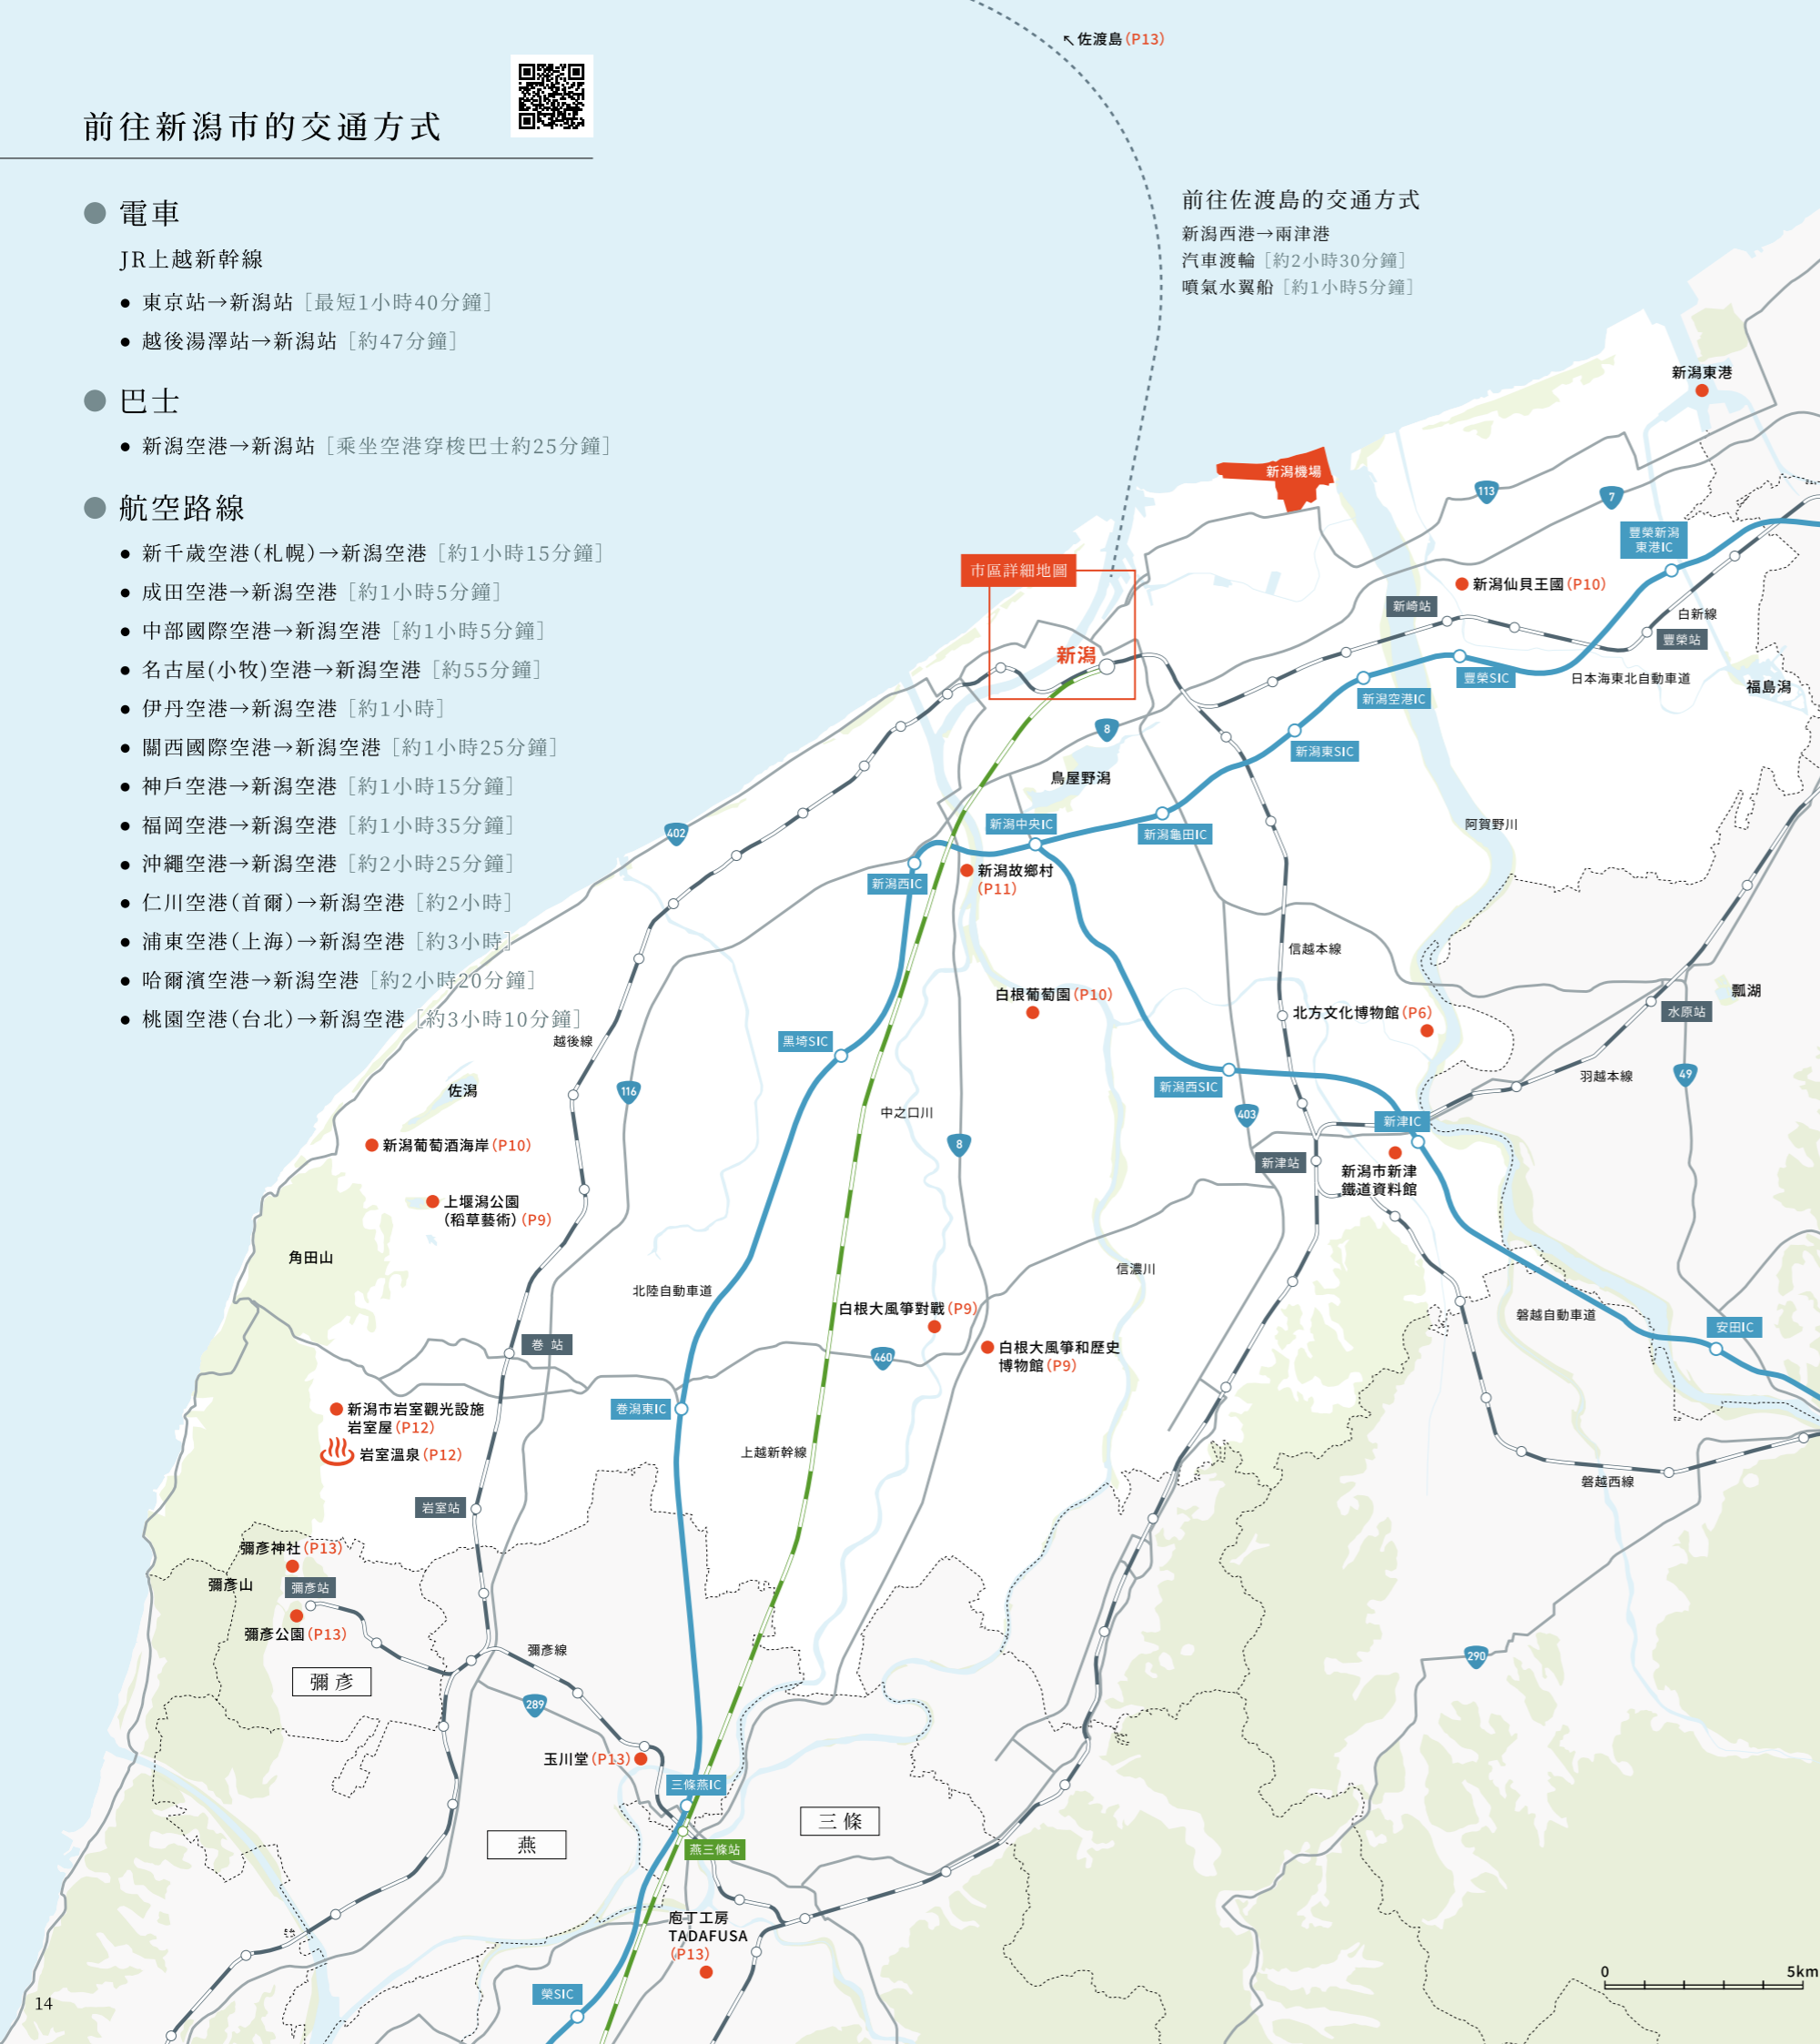 前往新潟市的交通方式
● 電車
JR上越新幹線
● 東京站→新潟站［最短1小時40分鐘］
● 越後湯澤站→新潟站［約47分鐘］
● 巴士
● 新潟空港→新潟站［乘坐空港穿梭巴士約25分鐘］
● 航空路線
● 新千歲空港(札幌)→新潟空港［約1小時15分鐘］
● 成田空港→新潟空港［約1小時5分鐘］
● 中部國際空港→新潟空港［約1小時5分鐘］
● 名古屋(小牧)空港→新潟空港［約55分鐘］
● 伊丹空港→新潟空港［約1小時］
● 關西國際空港→新潟空港［約1小時25分鐘］
● 神戶空港→新潟空港［約1小時15分鐘］
● 福岡空港→新潟空港［約1小時35分鐘］
● 沖繩空港→新潟空港［約2小時25分鐘］
● 仁川空港(首爾)→新潟空港［約2小時］
● 浦東空港(上海)→新潟空港［約3小時］
● 哈爾濱空港→新潟空港［約2小時20分鐘］
● 桃園空港(台北)→新潟空港［約3小時10分鐘］
↖佐渡島(P13)
前往佐渡島的交通方式
新潟西港→兩津港
汽車渡輪［約2小時30分鐘］
噴氣水翼船［約1小時5分鐘］
新潟東港
新潟機場
113
7
豐榮新潟
東港IC
市區詳細地圖
新潟仙貝王國(P10)
新崎站
白新線
豐榮站
新潟
豐榮SIC
日本海東北自動車道
福島潟
新潟空港IC
8
新潟東SIC
鳥屋野潟
402
新潟中央IC
新潟龜田IC
阿賀野川
新潟西IC
新潟故鄉村
(P11)
信越本線
白根葡萄園(P10)
瓢湖
北方文化博物館(P6)
水原站
越後線
黑埼SIC
佐潟
116
新潟西SIC
羽越本線
49
中之口川
403
新津IC
新潟葡萄酒海岸(P10)
8
新津站
新潟市新津
鐵道資料館
上堰潟公園
(稻草藝術)(P9)
角田山
信濃川
北陸自動車道
白根大風箏對戰(P9)
磐越自動車道
安田IC
巻 站
460
白根大風箏和歷史
博物館(P9)
新潟市岩室觀光設施
岩室屋(P12)
巻潟東IC
岩室溫泉(P12)
上越新幹線
磐越西線
岩室站
彌彥神社(P13)
彌彥山
彌彥站
彌彥公園(P13)
彌彥線
290
彌彥
289
玉川堂(P13)
三條燕IC
三條
燕
燕三條站
庖丁工房
TADAFUSA
(P13)
0 5km
榮SIC
14